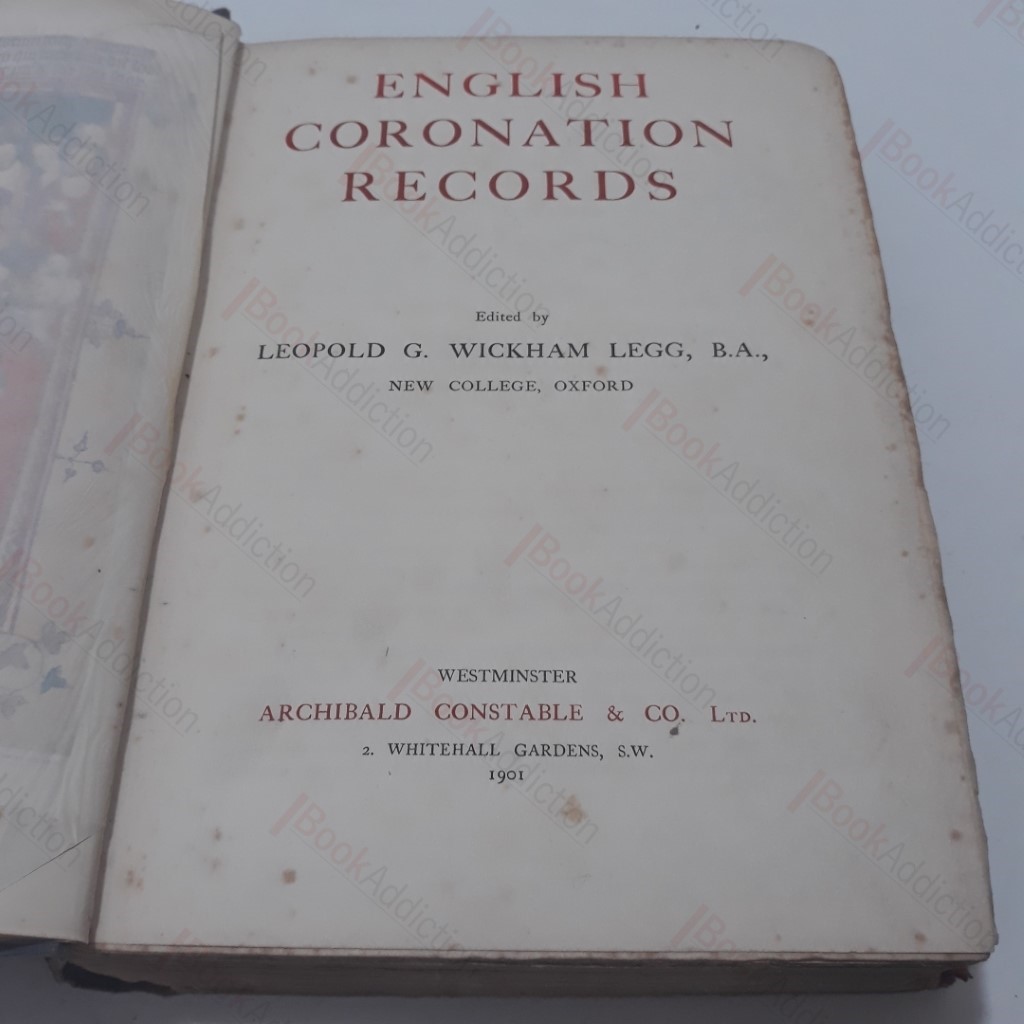 ENGLISH
CORONATION
RECORDS
Edited by
LEOPOLD G. WICKHAM LEGG, B.A.,
NEW COLLEGE, OXFORD
WESTMINSTER
ARCHIBALD CONSTABLE & CO. LTD.
2. WHITEHALL GARDENS, S.W.
1901
BookAddiction